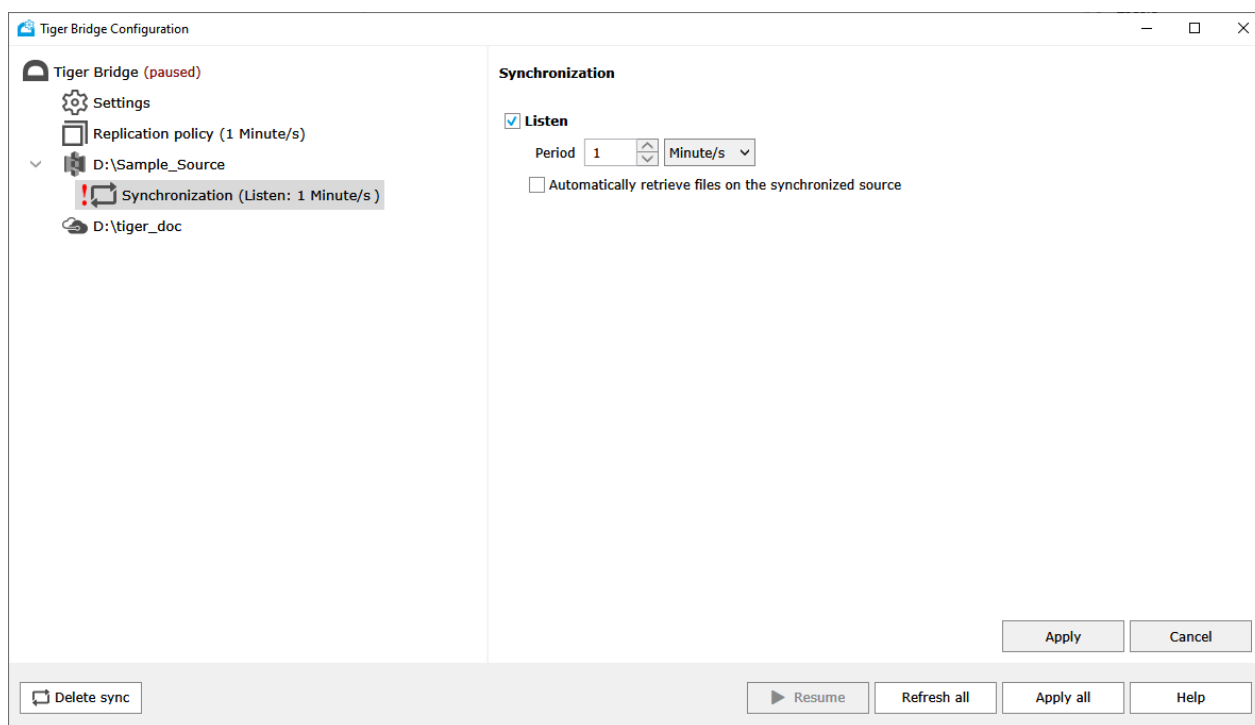 Tiger Bridge Configuration
Tiger Bridge (paused)
Settings
Replication policy (1 Minute/s)
D:\Sample_Source
! Synchronization (Listen: 1 Minute/s )
D:\tiger_doc
Synchronization
Listen
Period 1 Minute/s
Automatically retrieve files on the synchronized source
Apply Cancel
Delete sync Resume Refresh all Apply all Help